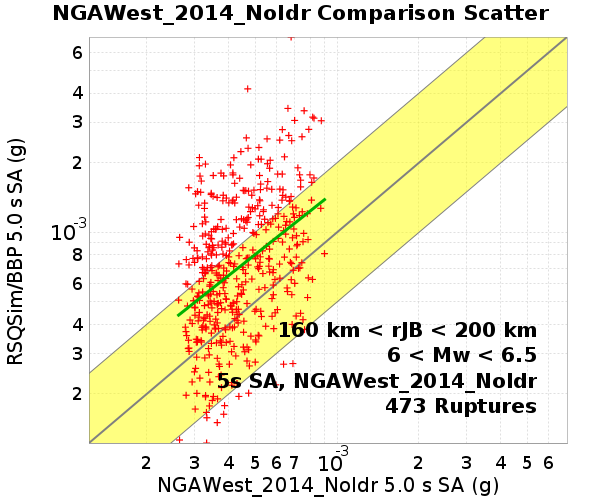 NGAWest_2014_NoIdr Comparison Scatter
6
4
3
2
10-3
8
6
4
3
2
RSQSim/BBP 5.0 s SA (g)
160 km < rJB < 200 km
6 < Mw < 6.5
5s SA, NGAWest_2014_NoIdr
473 Ruptures
2 3 4 5 6 7 10-3 2 3 4 5 6
NGAWest_2014_NoIdr 5.0 s SA (g)